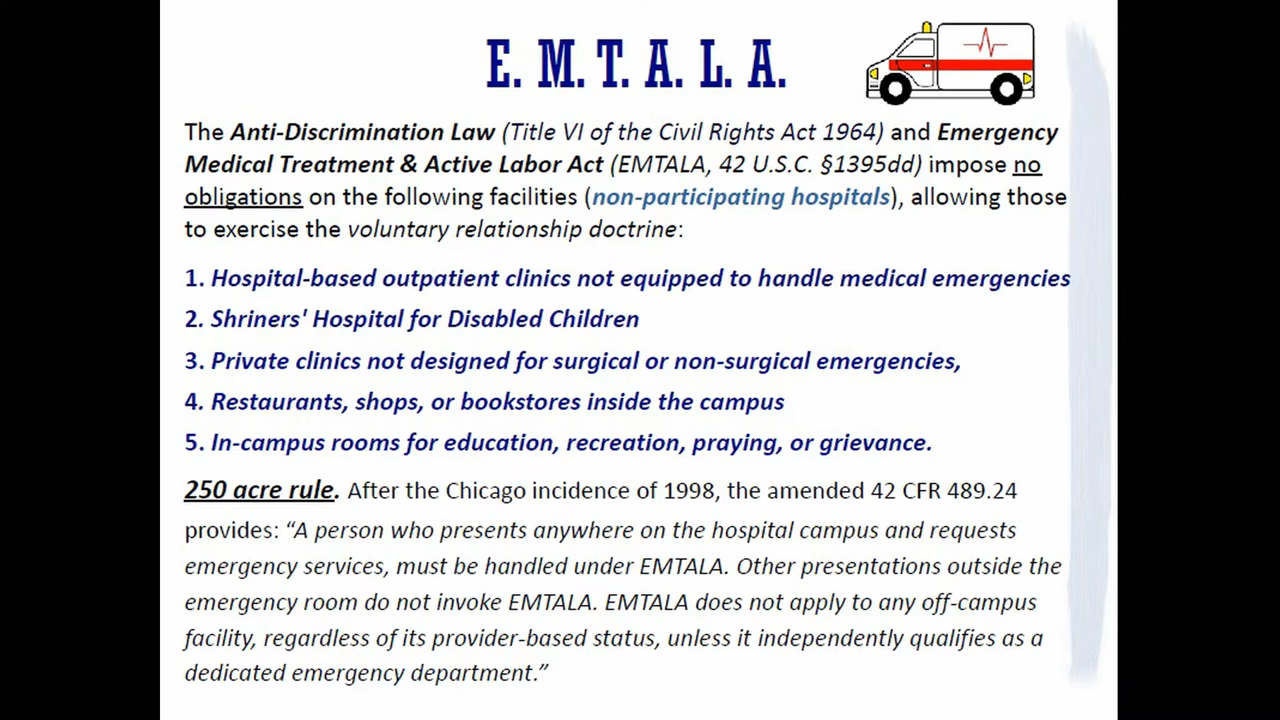 E. M. T. A. L. A.
The Anti-Discrimination Law (Title VI of the Civil Rights Act 1964) and Emergency
Medical Treatment & Active Labor Act (EMTALA, 42 U.S.C. §1395dd) impose no
obligations on the following facilities (non-participating hospitals), allowing those
to exercise the voluntary relationship doctrine:
1. Hospital-based outpatient clinics not equipped to handle medical emergencies
2. Shriners' Hospital for Disabled Children
3. Private clinics not designed for surgical or non-surgical emergencies,
4. Restaurants, shops, or bookstores inside the campus
5. In-campus rooms for education, recreation, praying, or grievance.
250 acre rule. After the Chicago incidence of 1998, the amended 42 CFR 489.24
provides: “A person who presents anywhere on the hospital campus and requests
emergency services, must be handled under EMTALA. Other presentations outside the
emergency room do not invoke EMTALA. EMTALA does not apply to any off-campus
facility, regardless of its provider-based status, unless it independently qualifies as a
dedicated emergency department.”